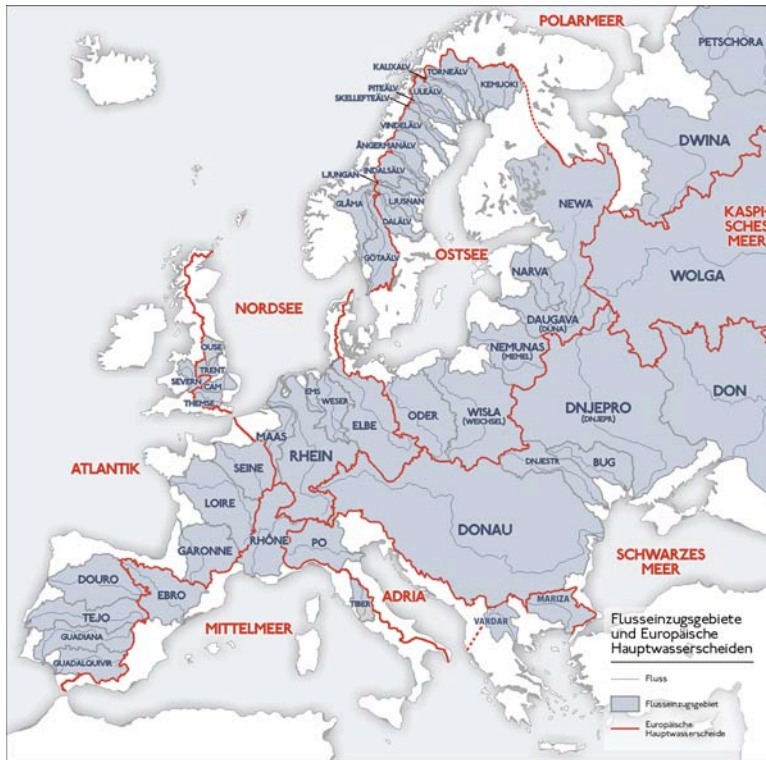 POLARMEER
PETSCHORA
KALIXÄLV
TORNEÄLV
PITEÄLV
LULEÄLV
KEMIJOKI
SKELLEFTEÄLV
VINDELÄLV
DWINA
ÅNGERMANÄLV
LJUNGAN
INDALSÄLV
NEWA
GLÅMA
LJUSNAN
KASPI
SCHES
MEER
DALÄLV
GÖTAÄLV
OSTSEE
NARVA
WOLGA
NORDSEE
DAUGAVA
(DÜNA)
OUSE
NEMUNAS
(MEMEL)
TRENT
SEVERN
CAM
THEMSE
EMS
WESER
ODER
WISŁA
(WEICHSEL)
DNJEPRO
(DNJEPR)
DON
ELBE
MAAS
RHEIN
ATLANTIK
SEINE
DNJESTR
BUG
LOIRE
DONAU
GARONNE
RHÔNE
PO
SCHWARZES
MEER
DOURO
EBRO
TIBER
ADRIA
MARIZA
TEJO
MITTELMEER
VARDAR
GUADIANA
GUADALQUIVIR
Flusseinzugsgebiete
und Europäische
Hauptwasserscheiden
Fluss
Flusseinzugsgebiet
Europäische
Hauptwasserscheide